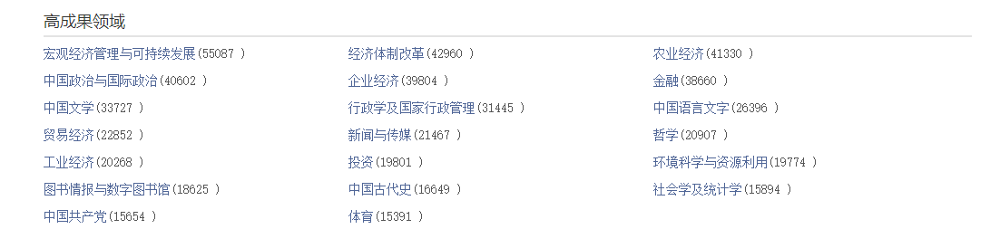 高成果领域
宏观经济管理与可持续发展(55087 ) 经济体制改革(42960 ) 农业经济(41330 )
中国政治与国际政治(40602 ) 企业经济(39804 ) 金融(38660 )
中国文学(33727 ) 行政学及国家行政管理(31445 ) 中国语言文字(26396 )
贸易经济(22852 ) 新闻与传媒(21467 ) 哲学(20907 )
工业经济(20268 ) 投资(19801 ) 环境科学与资源利用(19774 )
图书情报与数字图书馆(18625 ) 中国古代史(16649 ) 社会学及统计学(15894 )
中国共产党(15654 ) 体育(15391 )